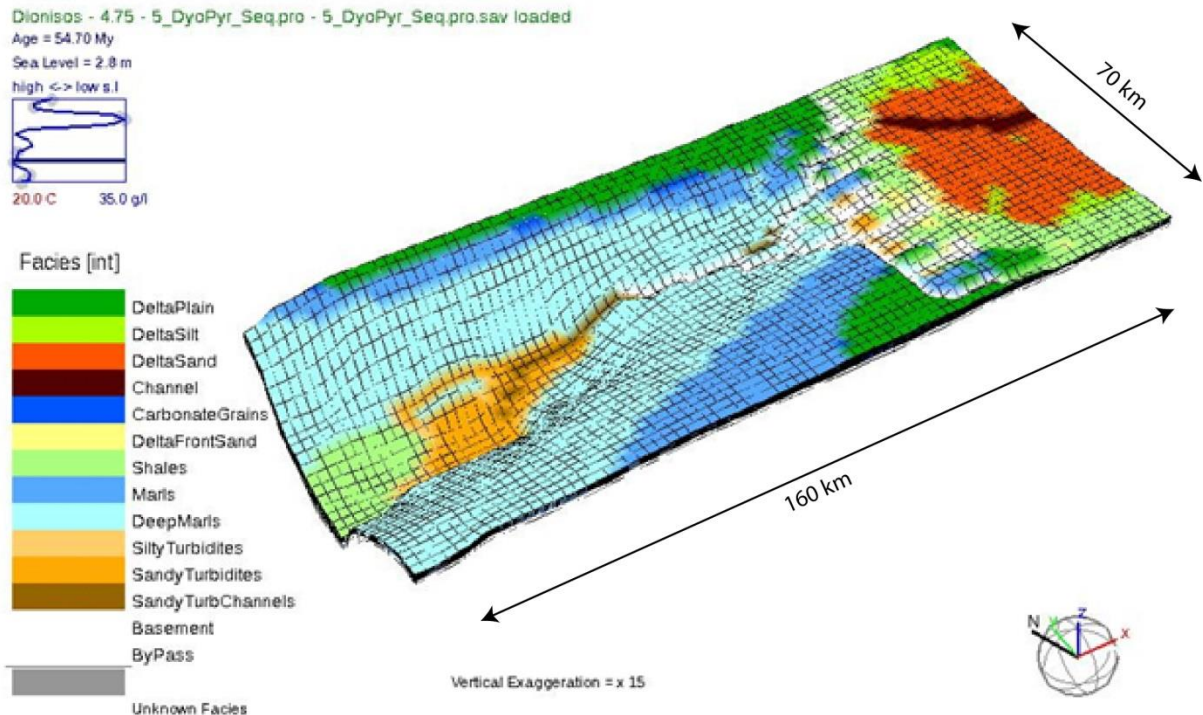 Dionisos - 4.75 - 5_DyoPyr_Seq.pro - 5_DyoPyr_Seq.pro.sav loaded
Age = 54.70 My
Sea Level = 2.8 m
high <-> low s.l
20.0 C 35.0 g/l
70 km
Facies [int]
DeltaPlain
DeltaSilt
DeltaSand
Channel
CarbonateGrains
DeltaFrontSand
Shales
Marls
DeepMarls
SiltyTurbidites
SandyTurbidites
SandyTurbChannels
Basement
ByPass
Unknown Facies
160 km
Vertical Exaggeration = x 15
N Y Z X